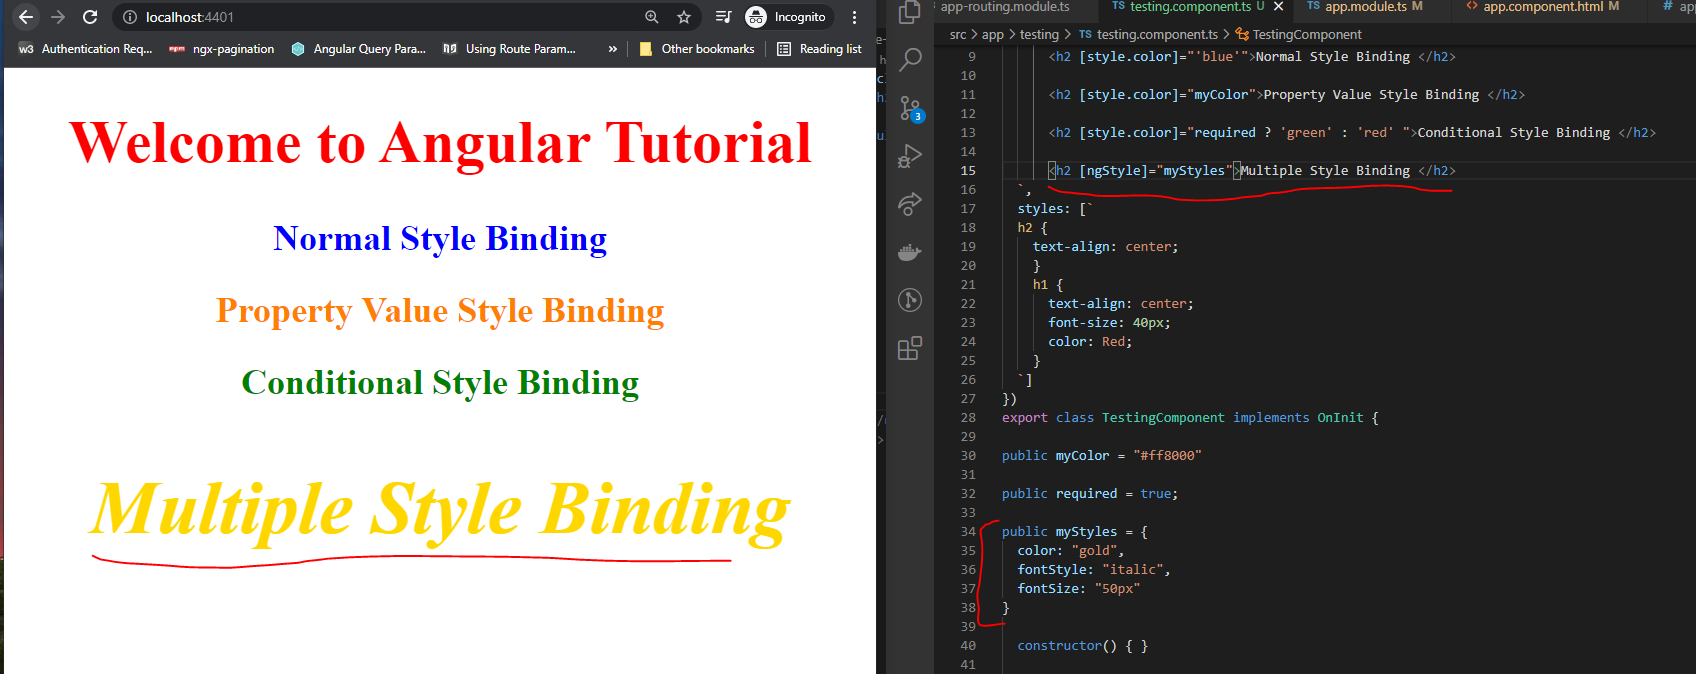 localhost:4401
Incognito
Authentication Req...
ngx-pagination
Angular Query Para...
Using Route Param...
»
Other bookmarks
Reading list
Welcome to Angular Tutorial
Normal Style Binding
Property Value Style Binding
Conditional Style Binding
Multiple Style Binding
3
app-routing.module.ts
TS testing.component.ts U
TS app.module.ts M
<> app.component.html M
# app
src > app > testing > TS testing.component.ts > TestingComponent
9 <h2 [style.color]="'blue'">Normal Style Binding </h2>
10
11 <h2 [style.color]="myColor">Property Value Style Binding </h2>
12
13 <h2 [style.color]="required ? 'green' : 'red' ">Conditional Style Binding </h2>
14
15 <h2 [ngStyle]="myStyles">Multiple Style Binding </h2>
16 `,
17 styles: [`
18 h2 {
19 text-align: center;
20 }
21 h1 {
22 text-align: center;
23 font-size: 40px;
24 color: Red;
25 }
26 `]
27 })
28 export class TestingComponent implements OnInit {
29
30 public myColor = "#ff8000"
31
32 public required = true;
33
34 public myStyles = {
35 color: "gold",
36 fontStyle: "italic",
37 fontSize: "50px"
38 }
39
40 constructor() { }
41